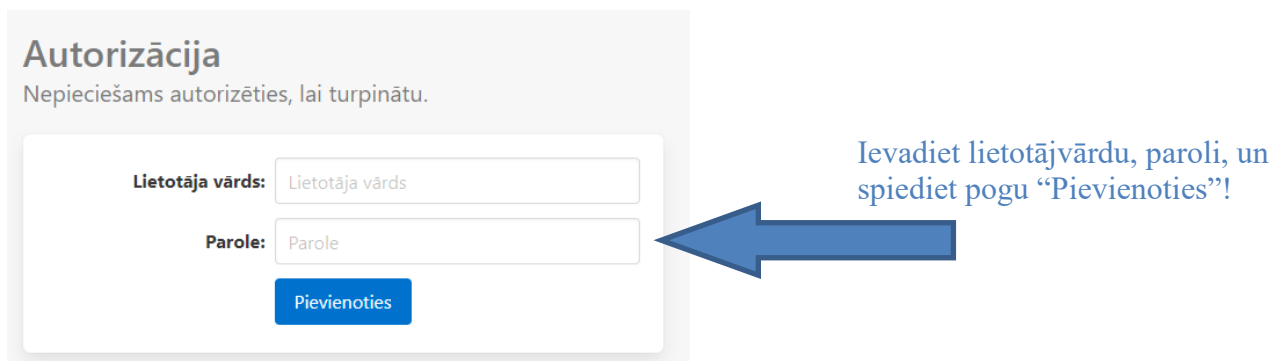 Autorizācija
Nepieciešams autorizēties, lai turpinātu.
Lietotāja vārds: Lietotāja vārds
Parole: Parole
Pievienoties
Ievadiet lietotājvārdu, paroli, un
spiediet pogu “Pievienoties”!